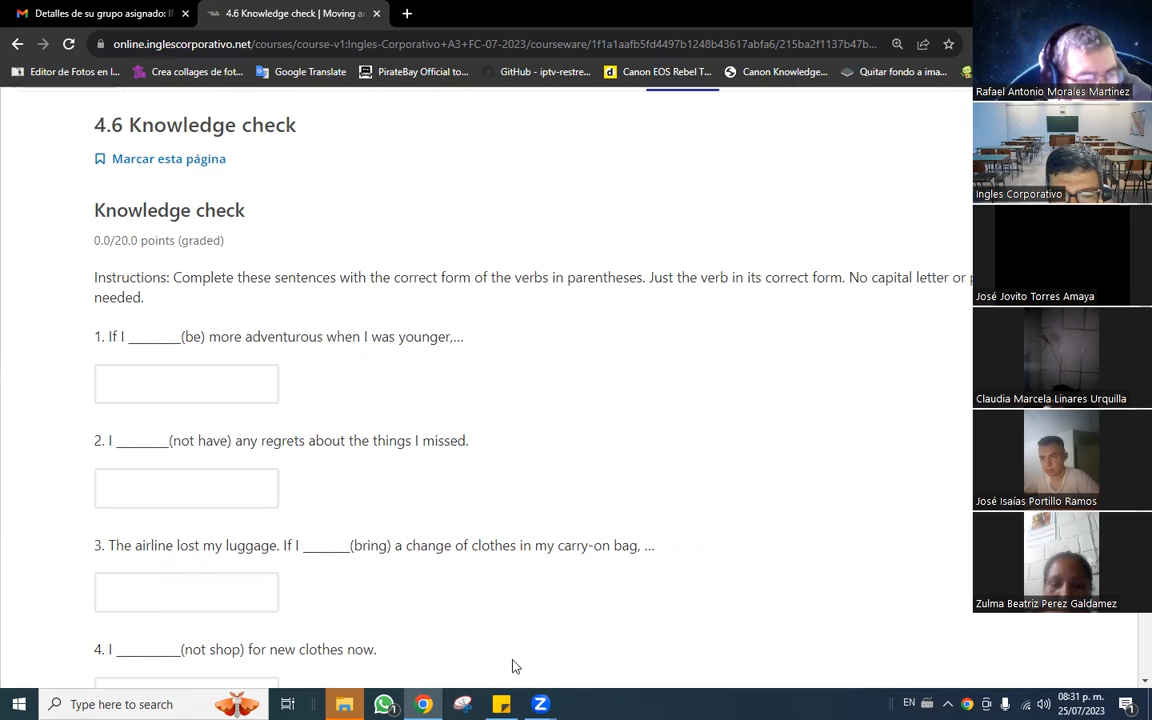 Detalles de su grupo asignado: I
4.6 Knowledge check | Moving a
online.inglescorporativo.net/courses/course-v1:Ingles-Corporativo+A3+FC-07-2023/courseware/1f1a1aafb5fd4497b1248b43617abfa6/215ba2f1137b47b...
Editor de Fotos en l...
Crea collages de fot...
Google Translate
PirateBay Official to...
GitHub - iptv-restre...
Canon EOS Rebel T...
Canon Knowledge...
Quitar fondo a ima...
4.6 Knowledge check
Marcar esta página
Knowledge check
0.0/20.0 points (graded)
Instructions: Complete these sentences with the correct form of the verbs in parentheses. Just the verb in its correct form. No capital letter or
needed.
1. If I _______(be) more adventurous when I was younger,...
2. I _______(not have) any regrets about the things I missed.
3. The airline lost my luggage. If I ______(bring) a change of clothes in my carry-on bag, ...
4. I ________(not shop) for new clothes now.
Rafael Antonio Morales Martinez
Ingles Corporativo
José Jovito Torres Amaya
Claudia Marcela Linares Urquilla
José Isaías Portillo Ramos
Zulma Beatriz Perez Galdamez
Type here to search
1
EN
08:31 p. m.
25/07/2023
1